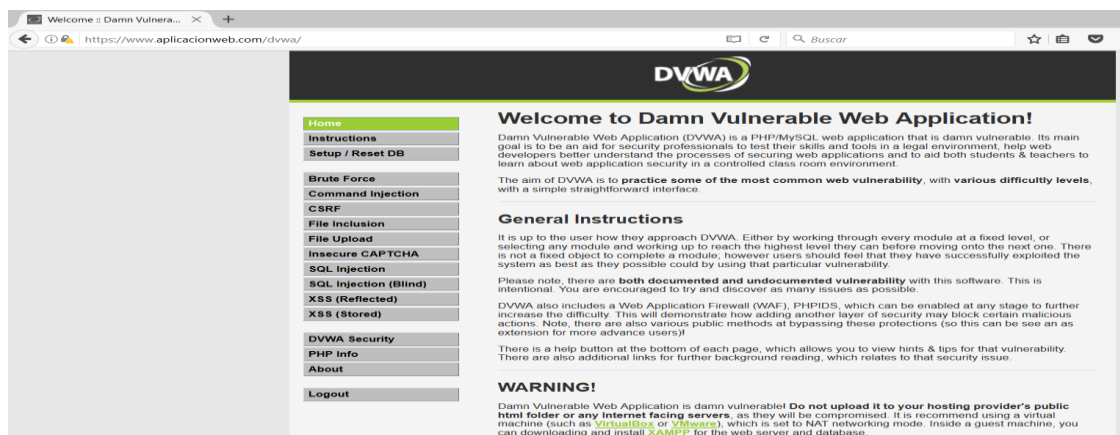 Welcome :: Damn Vulnera...
https://www.aplicacionweb.com/dvwa/
Buscar
DVWA
Home
Instructions
Setup / Reset DB
Brute Force
Command Injection
CSRF
File Inclusion
File Upload
Insecure CAPTCHA
SQL Injection
SQL Injection (Blind)
XSS (Reflected)
XSS (Stored)
DVWA Security
PHP Info
About
Logout
Welcome to Damn Vulnerable Web Application!
Damn Vulnerable Web Application (DVWA) is a PHP/MySQL web application that is damn vulnerable. Its main
goal is to be an aid for security professionals to test their skills and tools in a legal environment, help web
developers better understand the processes of securing web applications and to aid both students & teachers to
learn about web application security in a controlled class room environment.
The aim of DVWA is to practice some of the most common web vulnerability, with various difficultly levels,
with a simple straightforward interface.
General Instructions
It is up to the user how they approach DVWA. Either by working through every module at a fixed level, or
selecting any module and working up to reach the highest level they can before moving onto the next one. There
is not a fixed object to complete a module; however users should feel that they have successfully exploited the
system as best as they possible could by using that particular vulnerability.
Please note, there are both documented and undocumented vulnerability with this software. This is
intentional. You are encouraged to try and discover as many issues as possible.
DVWA also includes a Web Application Firewall (WAF), PHPIDS, which can be enabled at any stage to further
increase the difficulty. This will demonstrate how adding another layer of security may block certain malicious
actions. Note, there are also various public methods at bypassing these protections (so this can be see an as
extension for more advance users)!
There is a help button at the bottom of each page, which allows you to view hints & tips for that vulnerability.
There are also additional links for further background reading, which relates to that security issue.
WARNING!
Damn Vulnerable Web Application is damn vulnerable! Do not upload it to your hosting provider's public
html folder or any Internet facing servers, as they will be compromised. It is recommend using a virtual
machine (such as VirtualBox or VMware), which is set to NAT networking mode. Inside a guest machine, you
can downloading and install XAMPP for the web server and database.